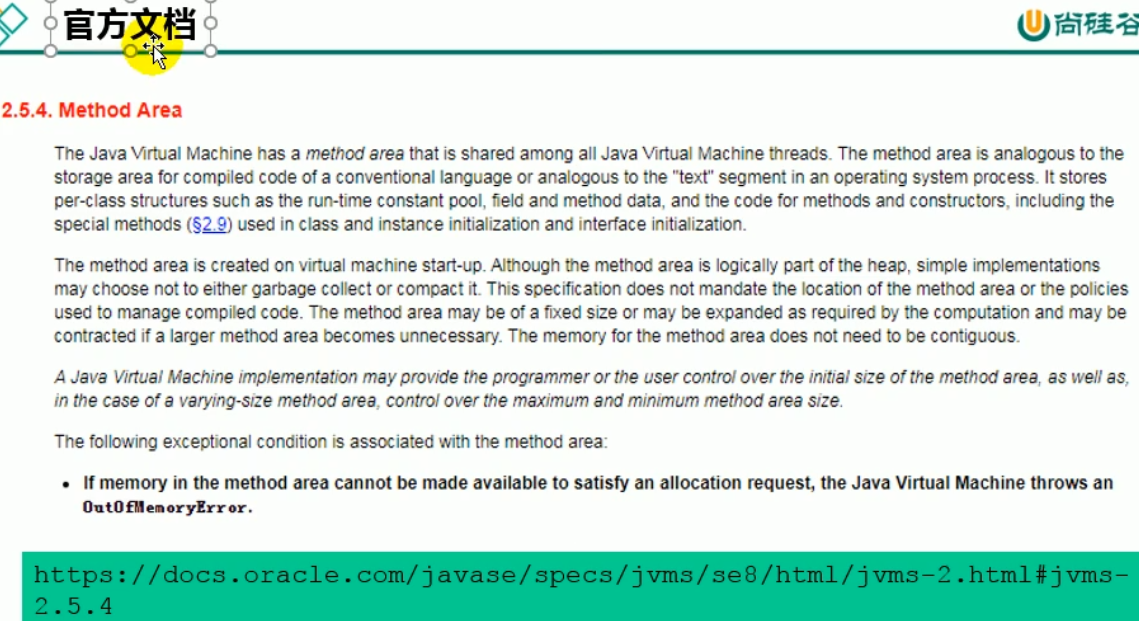 官方文档
尚硅谷
2.5.4. Method Area
The Java Virtual Machine has a method area that is shared among all Java Virtual Machine threads. The method area is analogous to the
storage area for compiled code of a conventional language or analogous to the "text" segment in an operating system process. It stores
per-class structures such as the run-time constant pool, field and method data, and the code for methods and constructors, including the
special methods (§2.9) used in class and instance initialization and interface initialization.
The method area is created on virtual machine start-up. Although the method area is logically part of the heap, simple implementations
may choose not to either garbage collect or compact it. This specification does not mandate the location of the method area or the policies
used to manage compiled code. The method area may be of a fixed size or may be expanded as required by the computation and may be
contracted if a larger method area becomes unnecessary. The memory for the method area does not need to be contiguous.
A Java Virtual Machine implementation may provide the programmer or the user control over the initial size of the method area, as well as,
in the case of a varying-size method area, control over the maximum and minimum method area size.
The following exceptional condition is associated with the method area:
• If memory in the method area cannot be made available to satisfy an allocation request, the Java Virtual Machine throws an
OutOfMemoryError.
https://docs.oracle.com/javase/specs/jvms/se8/html/jvms-2.html#jvms-
2.5.4